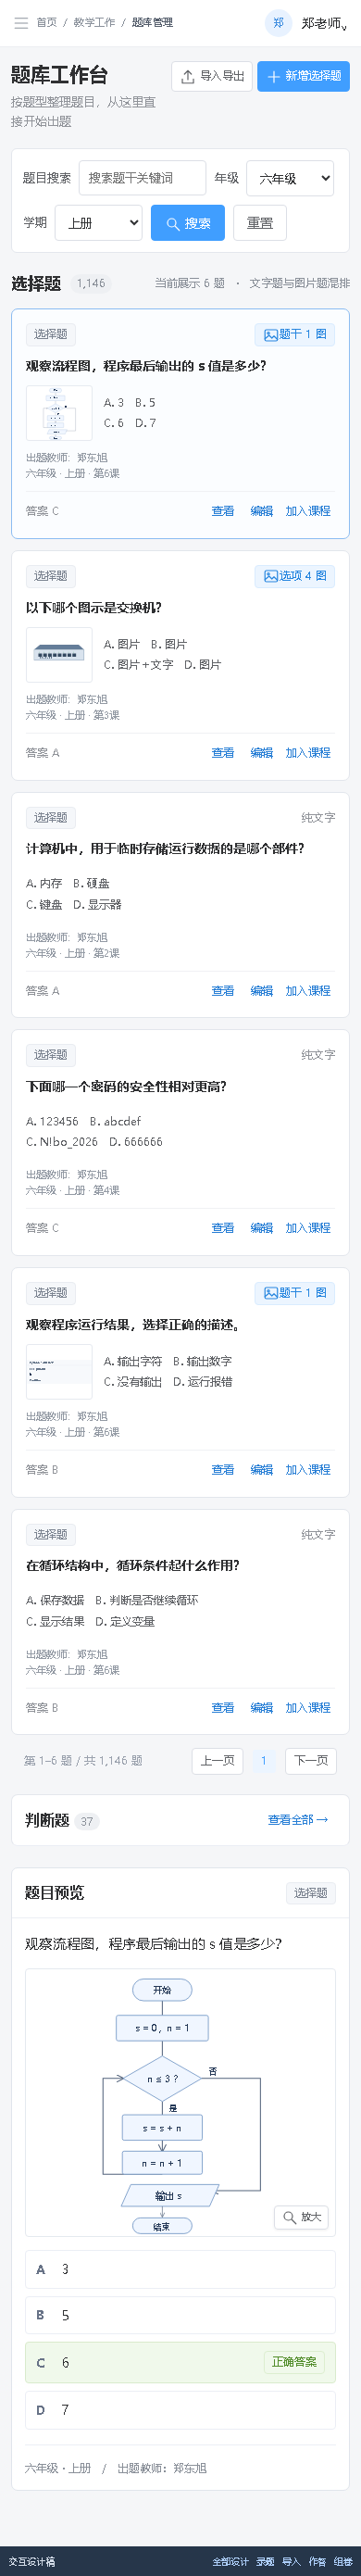 首页 / 教学工作 / 题库管理
郑 郑老师
题库工作台
按题型整理题目，从这里直
接开始出题
导入导出
新增选择题
题目搜索 搜索题干关键词 年级 六年级
学期 上册 搜索 重置
选择题 1,146 当前展示 6 题 · 文字题与图片题混排
选择题 题干 1 图
观察流程图，程序最后输出的 s 值是多少？
A. 3 B. 5
C. 6 D. 7
出题教师：郑东旭
六年级 · 上册 · 第6课
答案 C 查看 编辑 加入课程
选择题 选项 4 图
以下哪个图示是交换机？
A. 图片 B. 图片
C. 图片＋文字 D. 图片
出题教师：郑东旭
六年级 · 上册 · 第3课
答案 A 查看 编辑 加入课程
选择题 纯文字
计算机中，用于临时存储运行数据的是哪个部件？
A. 内存 B. 硬盘
C. 键盘 D. 显示器
出题教师：郑东旭
六年级 · 上册 · 第2课
答案 A 查看 编辑 加入课程
选择题 纯文字
下面哪一个密码的安全性相对更高？
A. 123456 B. abcdef
C. N!bo_2026 D. 666666
出题教师：郑东旭
六年级 · 上册 · 第4课
答案 C 查看 编辑 加入课程
选择题 题干 1 图
观察程序运行结果，选择正确的描述。
A. 输出字符 B. 输出数字
C. 没有输出 D. 运行报错
出题教师：郑东旭
六年级 · 上册 · 第6课
答案 B 查看 编辑 加入课程
选择题 纯文字
在循环结构中，循环条件起什么作用？
A. 保存数据 B. 判断是否继续循环
C. 显示结果 D. 定义变量
出题教师：郑东旭
六年级 · 上册 · 第6课
答案 B 查看 编辑 加入课程
第 1–6 题 / 共 1,146 题 上一页 1 下一页
判断题 37 查看全部 →
题目预览 选择题
观察流程图，程序最后输出的 s 值是多少？
开始
s = 0，n = 1
n ≤ 3 ?
否
是
s = s + n
n = n + 1
输出 s
结束
放大
A 3
B 5
C 6 正确答案
D 7
六年级 · 上册 / 出题教师：郑东旭
交互设计稿 全部设计 录题 导入 作答 组卷